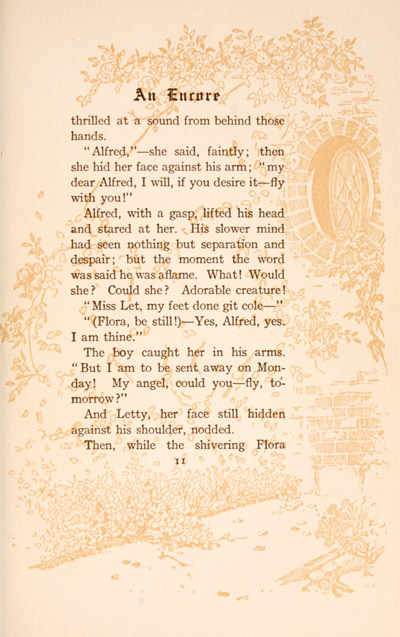 An Encore
thrilled at a sound from behind those
hands.
"Alfred,"—she said, faintly; then
she hid her face against his arm; "my
dear Alfred, I will, if you desire it—fly
with you!"
Alfred, with a gasp, lifted his head
and stared at her. His slower mind
had seen nothing but separation and
despair; but the moment the word
was said he was aflame. What! Would
she? Could she? Adorable creature!
"Miss Let, my feet done git cole—"
"(Flora, be still!)—Yes, Alfred, yes.
I am thine."
The boy caught her in his arms.
"But I am to be sent away on Mon-
day! My angel, could you—fly, to-
morrow?"
And Letty, her face still hidden
against his shoulder, nodded.
Then, while the shivering Flora
11